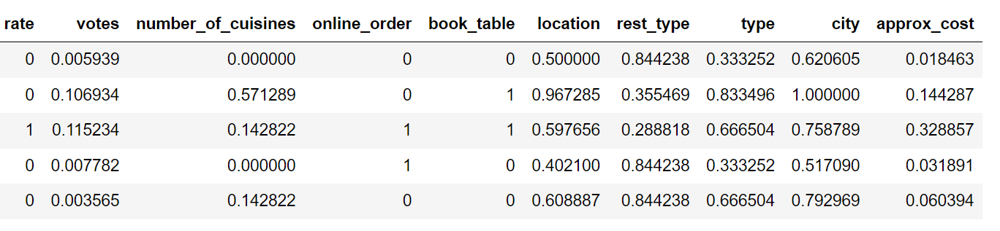 rate votes number_of_cuisines online_order book_table location rest_type type city approx_cost
0 0.005939 0.000000 0 0 0.500000 0.844238 0.333252 0.620605 0.018463
0 0.106934 0.571289 0 1 0.967285 0.355469 0.833496 1.000000 0.144287
1 0.115234 0.142822 1 1 0.597656 0.288818 0.666504 0.758789 0.328857
0 0.007782 0.000000 1 0 0.402100 0.844238 0.333252 0.517090 0.031891
0 0.003565 0.142822 0 0 0.608887 0.844238 0.666504 0.792969 0.060394